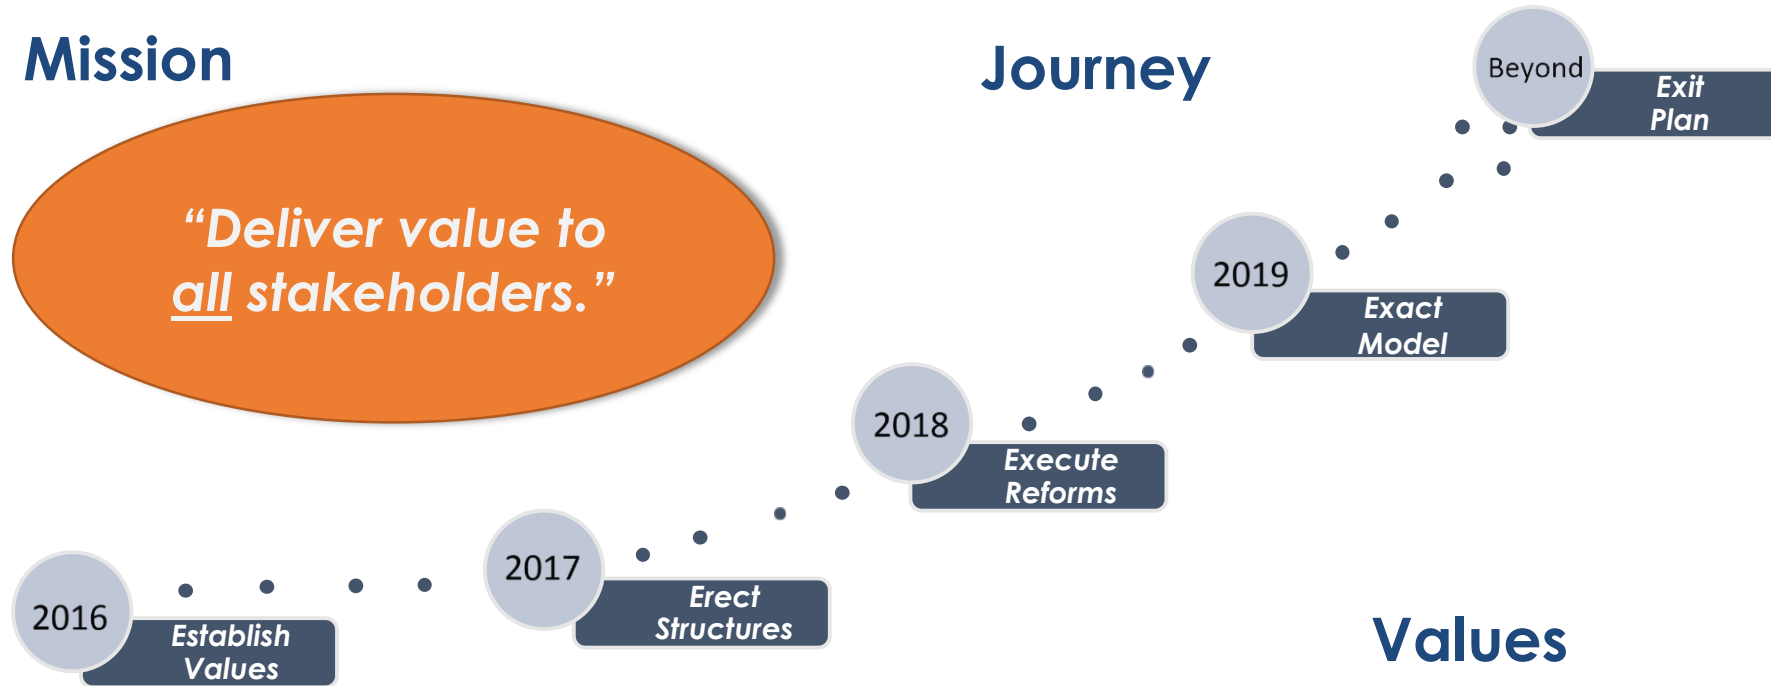 Mission
“Deliver value to
all stakeholders.”
Journey
2016
Establish
Values
2017
Erect
Structures
2018
Execute
Reforms
2019
Exact
Model
Beyond
Exit
Plan
Values